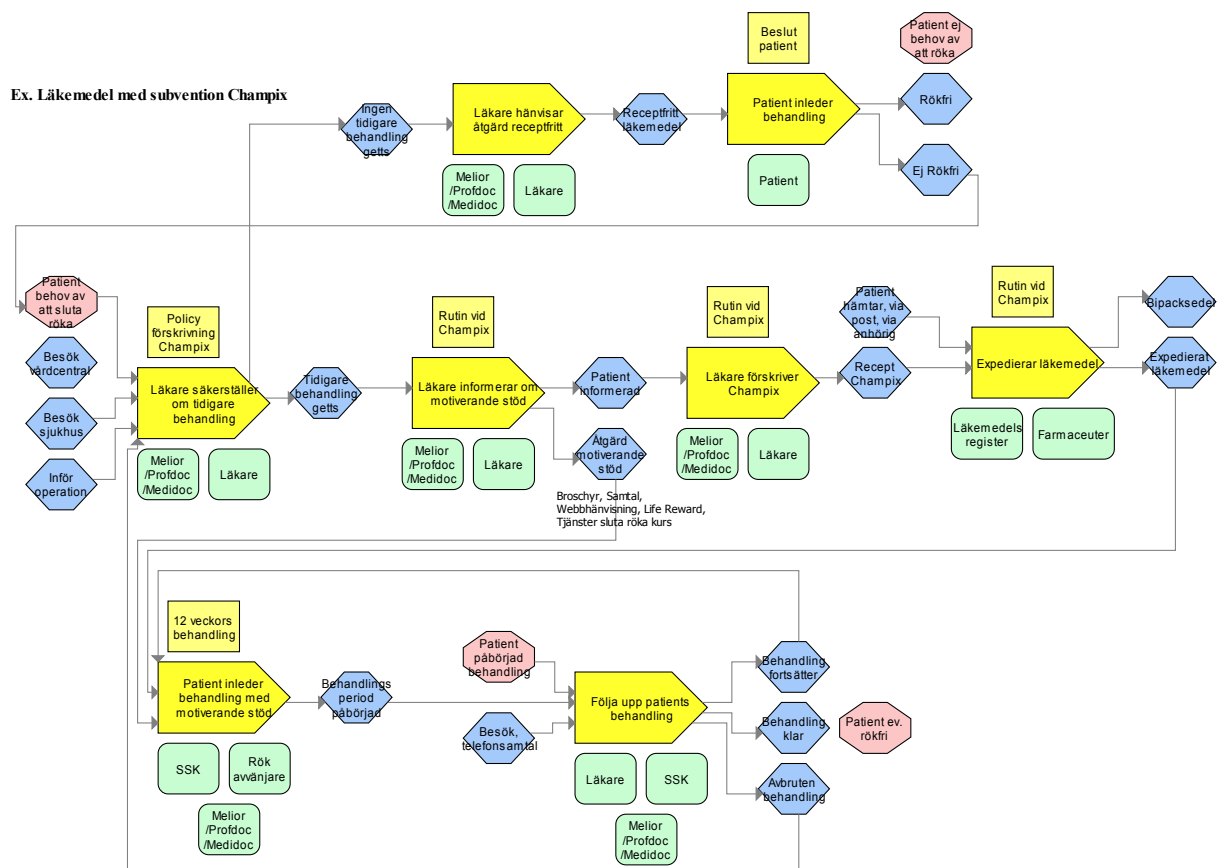 Ex. Läkemedel med subvention Champix
Beslut
patient
Patient ej
behov av
att röka
Ingen
tidigare
behandling
getts
Läkare hänvisar
åtgärd receptfritt
Receptfritt
läkemedel
Patient inleder
behandling
Rökfri
Ej Rökfri
Melior
/Profdoc
/Medidoc
Läkare
Patient
Patient
behov av
att sluta
röka
Policy
förskrivning
Champix
Rutin vid
Champix
Rutin vid
Champix
Patient
hämtar, via
post, via
anhörig
Rutin vid
Champix
Bipacksedel
Besök
vårdcentral
Läkare säkerställer
om tidigare
behandling
Tidigare
behandling
getts
Läkare informerar om
motiverande stöd
Patient
informerad
Läkare förskriver
Champix
Recept
Champix
Expedierar läkemedel
Expedierat
läkemedel
Besök
sjukhus
Inför
operation
Melior
/Profdoc
/Medidoc
Läkare
Melior
/Profdoc
/Medidoc
Läkare
Åtgärd
motiverande
stöd
Melior
/Profdoc
/Medidoc
Läkare
Läkemedels
register
Farmaceuter
Broschyr, Samtal,
Webbhänvisning, Life Reward,
Tjänster sluta röka kurs
12 veckors
behandling
Patient
påbörjad
behandling
Behandling
fortsätter
Patient inleder
behandling med
motiverande stöd
Behandlings
period
påbörjad
Följa upp patients
behandling
Behandling
klar
Patient ev.
rökfri
Besök,
telefonsamtal
SSK
Rök
avvänjare
Läkare
SSK
Avbruten
behandling
Melior
/Profdoc
/Medidoc
Melior
/Profdoc
/Medidoc